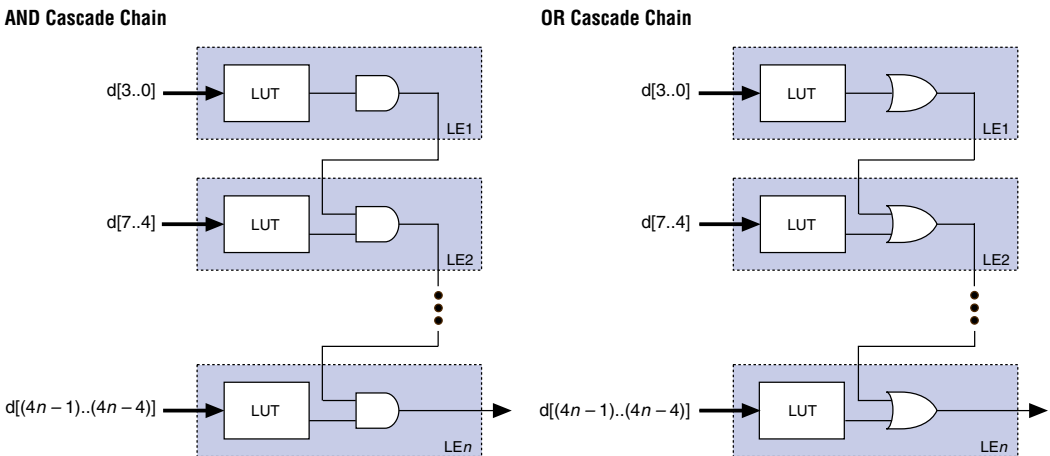 AND Cascade Chain
OR Cascade Chain
d[3..0]
LUT
LE1
d[7..4]
LUT
LE2
d[(4n – 1)..(4n – 4)]
LUT
LEn
d[3..0]
LUT
LE1
d[7..4]
LUT
LE2
d[(4n – 1)..(4n – 4)]
LUT
LEn